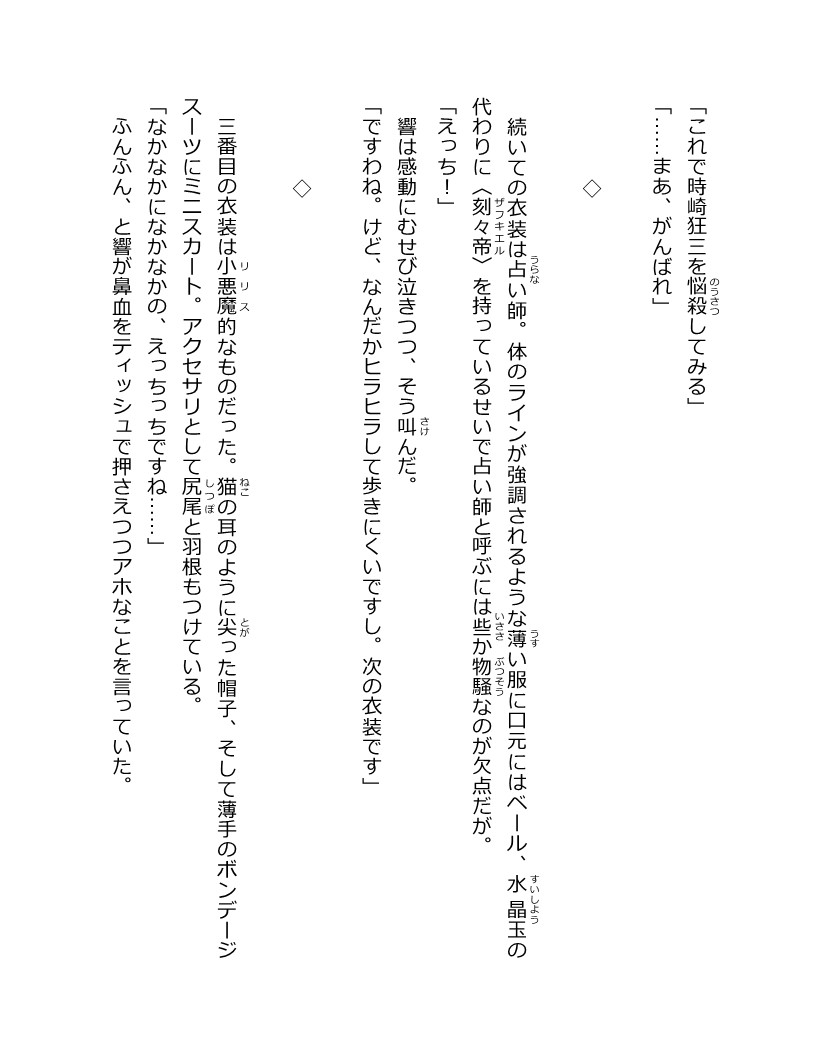 「これで時崎狂三を悩殺してみる」
「……まあ、がんばれ」
◇
続いての衣装は占い師。体のラインが強調されるような薄い服に口元にはベール、水晶玉の
代わりに〈刻々帝〉を持っているせいで占い師と呼ぶには些か物騒なのが欠点だが。
「えっち！」
響は感動にむせび泣きつつ、そう叫んだ。
「ですわね。けど、なんだかヒラヒラして歩きにくいですし。次の衣装です」
◇
三番目の衣装は小悪魔的なものだった。猫の耳のように尖った帽子、そして薄手のボンデージ
スーツにミニスカート。アクセサリとして尻尾と羽根もつけている。
「なかなかになかなかの、えっちっちですね……」
ふんふん、と響が鼻血をティッシュで押さえつつアホなことを言っていた。